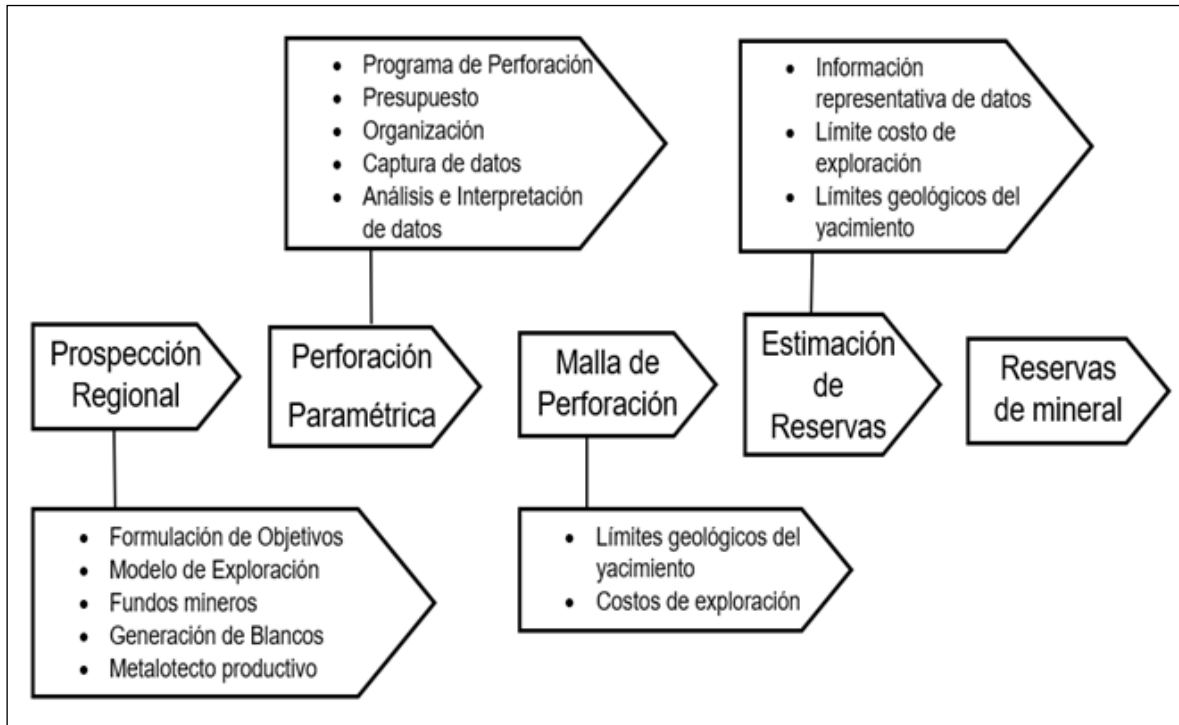 • Programa de Perforación
• Presupuesto
• Organización
• Captura de datos
• Análisis e Interpretación
de datos
• Información
representativa de datos
• Límite costo de
exploración
• Límites geológicos del
yacimiento
Prospección
Regional
Perforación
Paramétrica
Malla de
Perforación
Estimación
de
Reservas
Reservas
de mineral
• Formulación de Objetivos
• Modelo de Exploración
• Fundos mineros
• Generación de Blancos
• Metalotecto productivo
• Límites geológicos del
yacimiento
• Costos de exploración